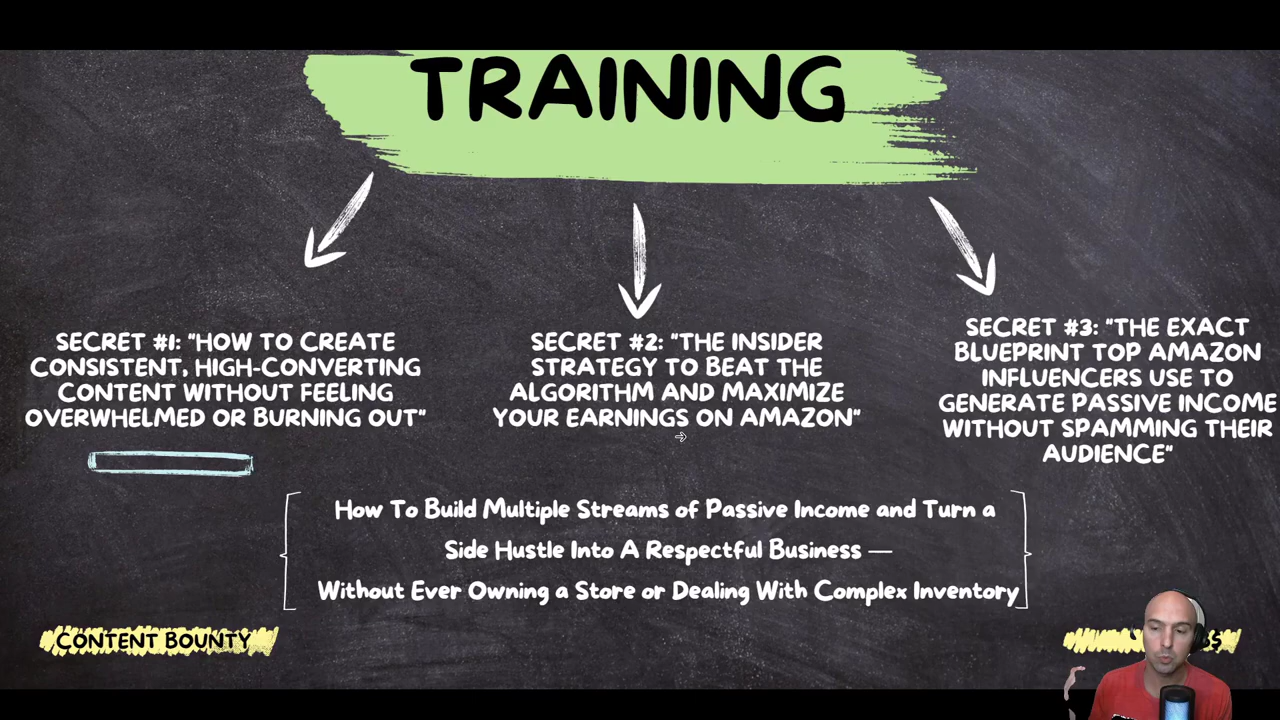 TRAINING
SECRET #1: "HOW TO CREATE
CONSISTENT, HIGH-CONVERTING
CONTENT WITHOUT FEELING
OVERWHELMED OR BURNING OUT"
SECRET #2: "THE INSIDER
STRATEGY TO BEAT THE
ALGORITHM AND MAXIMIZE
YOUR EARNINGS ON AMAZON"
SECRET #3: "THE EXACT
BLUEPRINT TOP AMAZON
INFLUENCERS USE TO
GENERATE PASSIVE INCOME
WITHOUT SPAMMING THEIR
AUDIENCE"
How To Build Multiple Streams of Passive Income and Turn a
Side Hustle Into A Respectful Business —
Without Ever Owning a Store or Dealing With Complex Inventory
CONTENT BOUNTY